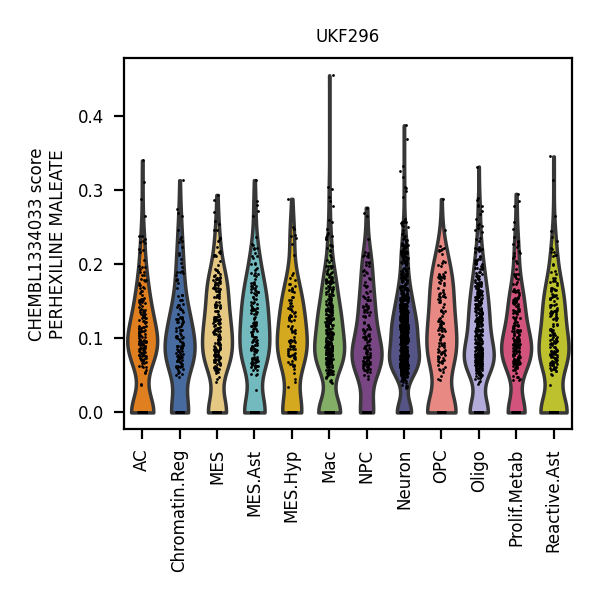 UKF296
CHEMBL1334033 score
PERHEXILINE MALEATE
0.4
0.3
0.2
0.1
0.0
AC
Chromatin.Reg
MES
MES.Ast
MES.Hyp
Mac
NPC
Neuron
OPC
Oligo
Prolif.Metab
Reactive.Ast